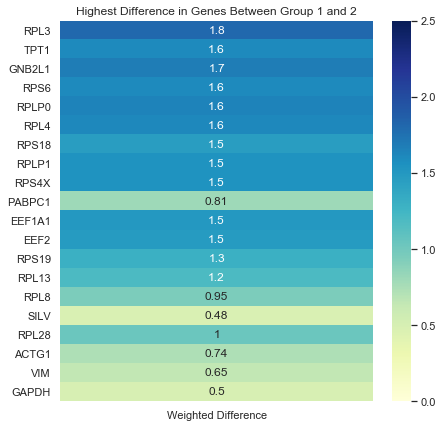 Highest Difference in Genes Between Group 1 and 2
RPL3 1.8
TPT1 1.6
GNB2L1 1.7
RPS6 1.6
RPLP0 1.6
RPL4 1.6
RPS18 1.5
RPLP1 1.5
RPS4X 1.5
PABPC1 0.81
EEF1A1 1.5
EEF2 1.5
RPS19 1.3
RPL13 1.2
RPL8 0.95
SILV 0.48
RPL28 1
ACTG1 0.74
VIM 0.65
GAPDH 0.5
Weighted Difference
2.5
2.0
1.5
1.0
0.5
0.0